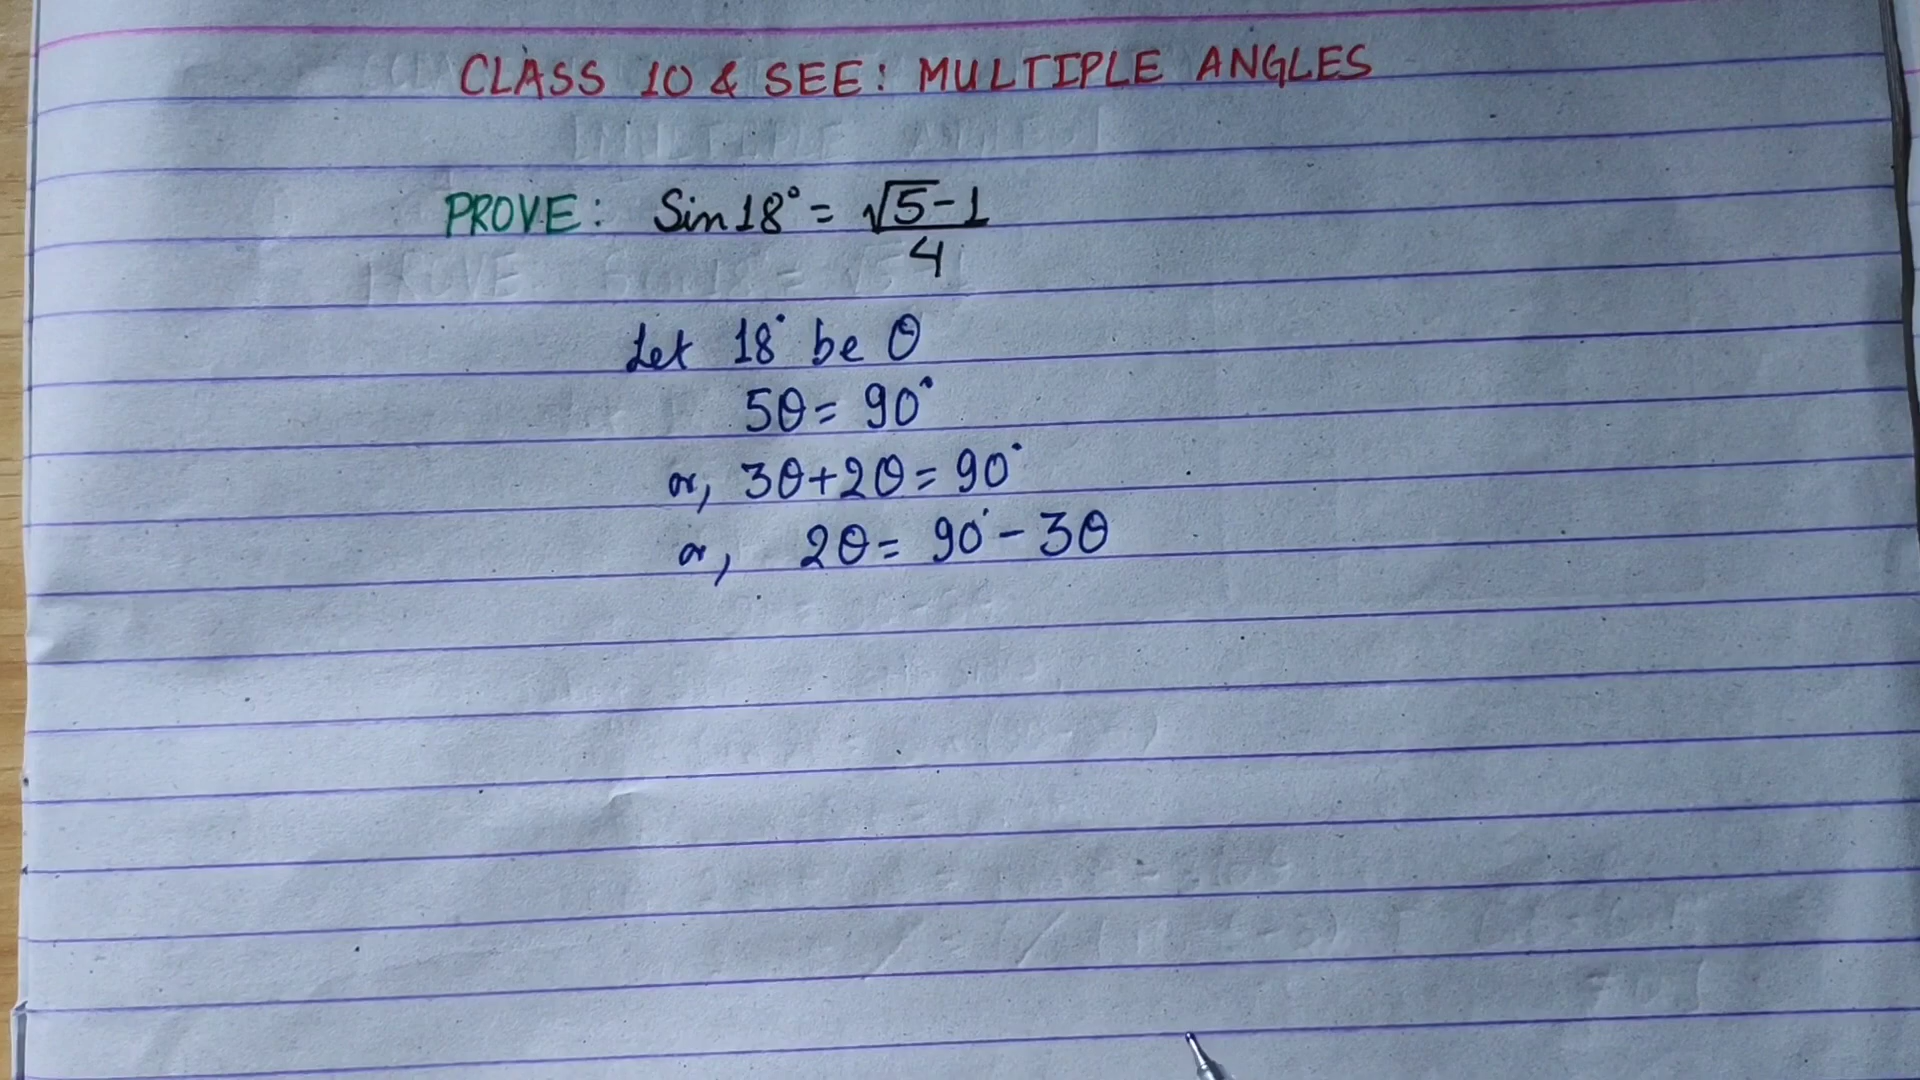 CLASS 10 & SEE: MULTIPLE ANGLES
PROVE: Sin 18° = √5-1
4
Let 18° be θ
5θ = 90°
or, 3θ+2θ = 90°
or, 2θ = 90° - 3θ